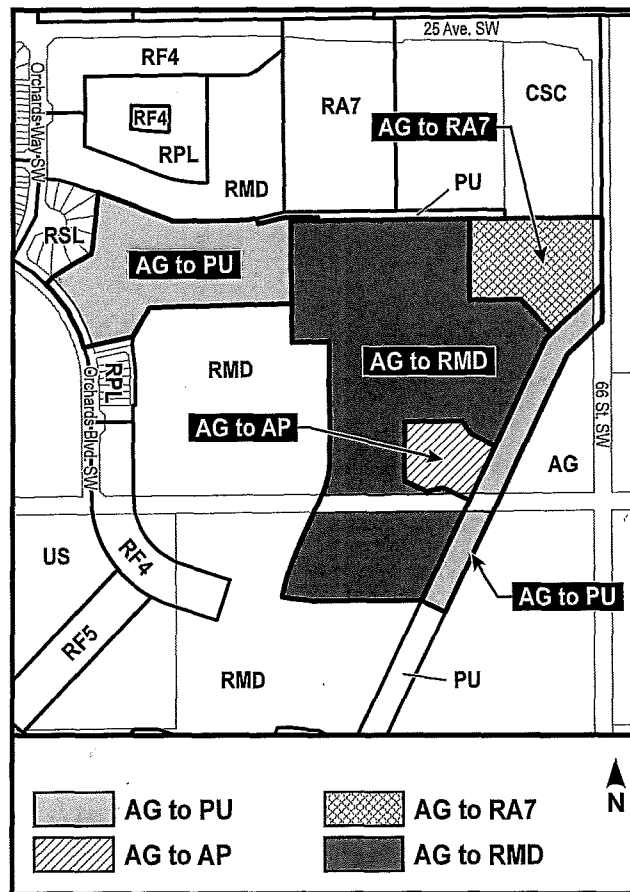 25 Ave. SW
Orchards Way SW
RF4
RF4
RPL
RMD
RA7
CSC
AG to RA7
PU
RSL
AG to PU
RMD
AG to RMD
RPL
Orchards Blvd. SW
AG to AP
66 St. SW
AG
US
RF4
RF5
AG to PU
RMD
PU
N
AG to PU
AG to RA7
AG to AP
AG to RMD